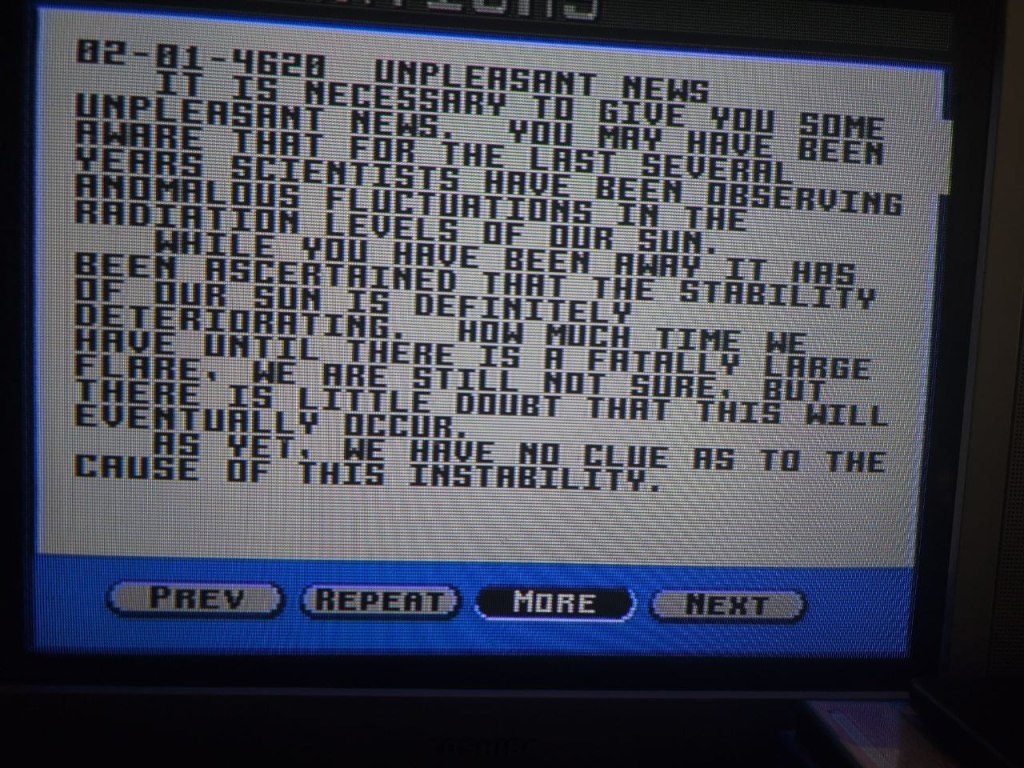 02-01-4620 UNPLEASANT NEWS
IT IS NECESSARY TO GIVE YOU SOME
UNPLEASANT NEWS. YOU MAY HAVE BEEN
AWARE THAT FOR THE LAST SEVERAL
YEARS SCIENTISTS HAVE BEEN OBSERVING
ANOMALOUS FLUCTUATIONS IN THE
RADIATION LEVELS OF OUR SUN.
WHILE YOU HAVE BEEN AWAY IT HAS
BEEN ASCERTAINED THAT THE STABILITY
OF OUR SUN IS DEFINITELY
DETERIORATING. HOW MUCH TIME WE
HAVE UNTIL THERE IS A FATALLY LARGE
FLARE, WE ARE STILL NOT SURE, BUT
THERE IS LITTLE DOUBT THAT THIS WILL
EVENTUALLY OCCUR.
AS YET, WE HAVE NO CLUE AS TO THE
CAUSE OF THIS INSTABILITY.
PREV REPEAT MORE NEXT